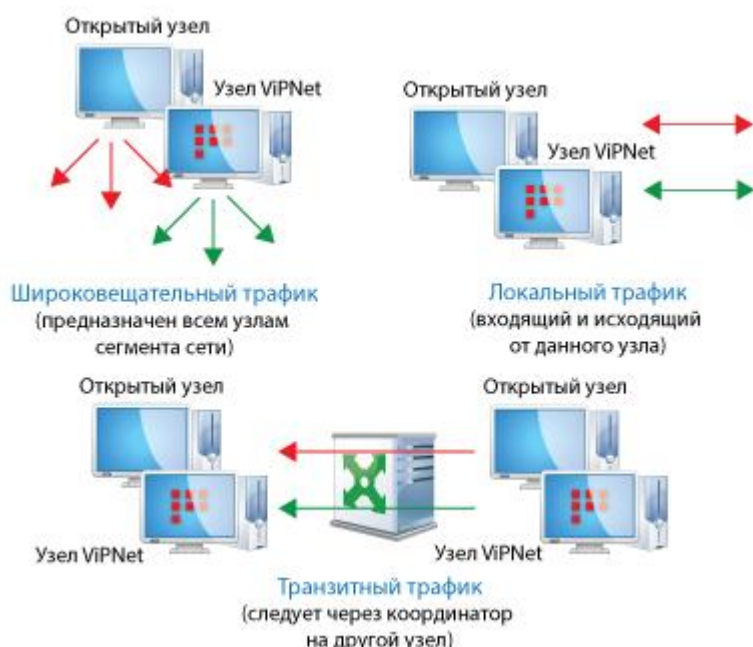 Открытый узел
Узел ViPNet
Широковещательный трафик
(предназначен всем узлам
сегмента сети)
Открытый узел
Узел ViPNet
Локальный трафик
(входящий и исходящий
от данного узла)
Открытый узел
Открытый узел
Узел ViPNet
Узел ViPNet
Транзитный трафик
(следует через координатор
на другой узел)